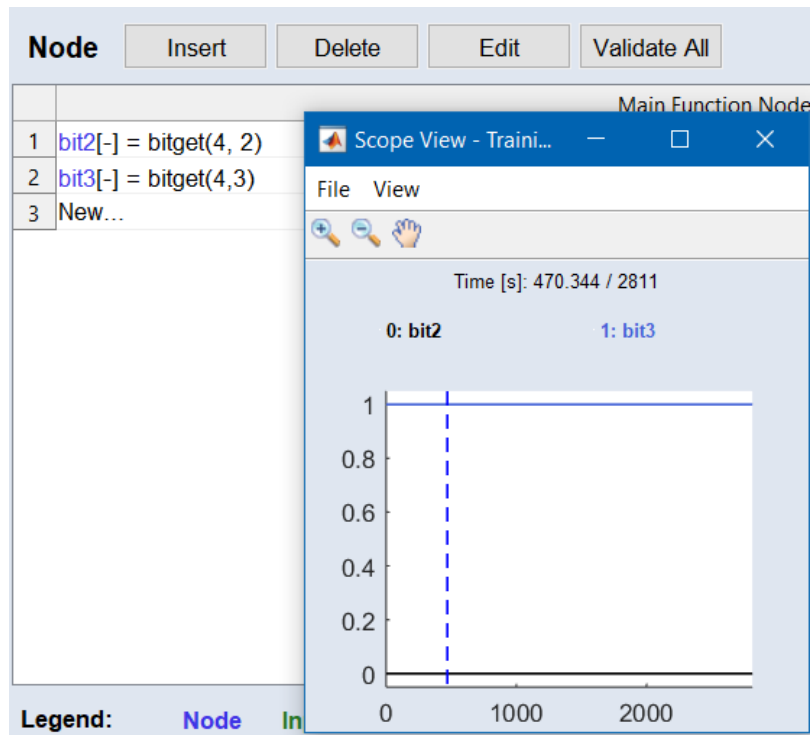 Node Insert Delete Edit Validate All
Main Function Node
1 bit2[-] = bitget(4, 2)
2 bit3[-] = bitget(4,3)
3 New...
Scope View - Traini...
File View
Time [s]: 470.344 / 2811
0: bit2 1: bit3
1
0.8
0.6
0.4
0.2
0
0 1000 2000
Legend: Node In